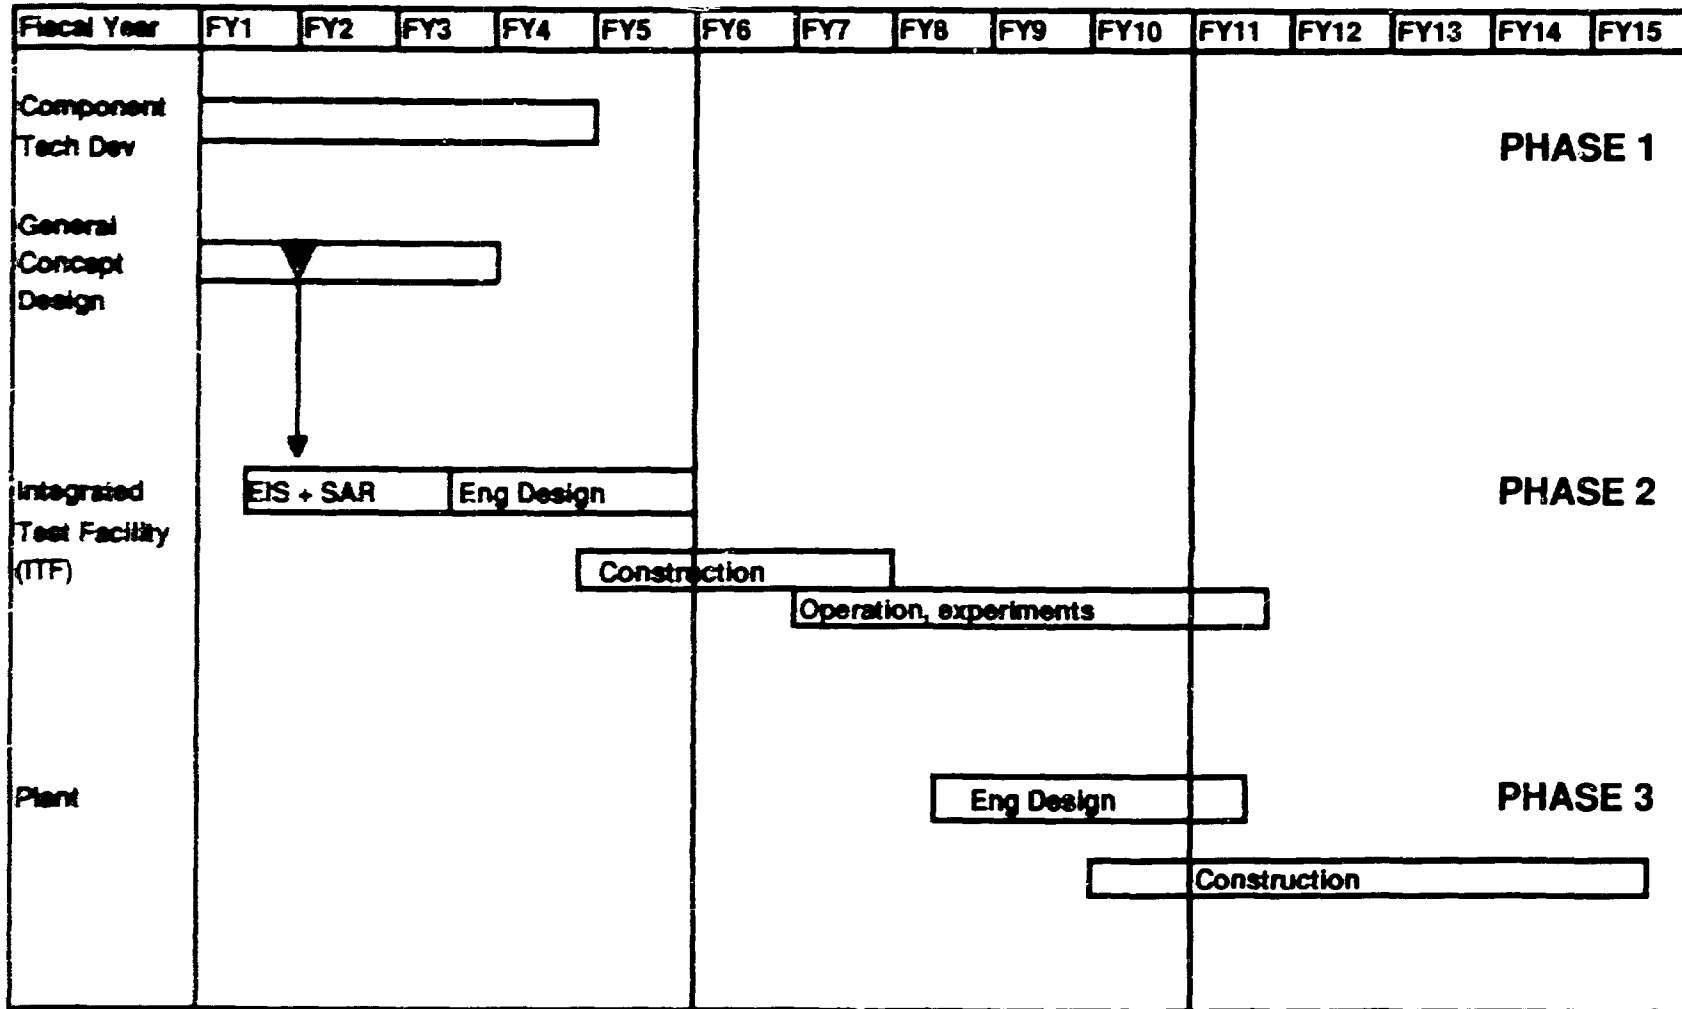 Fiscal Year FY1 FY2 FY3 FY4 FY5 FY6 FY7 FY8 FY9 FY10 FY11 FY12 FY13 FY14 FY15
Component
Tech Dev
PHASE 1
General
Concept
Design
Integrated
EIS + SAR Eng Design
PHASE 2
Test Facility
(ITF)
Construction
Operation, experiments
Plant
Eng Design
PHASE 3
Construction